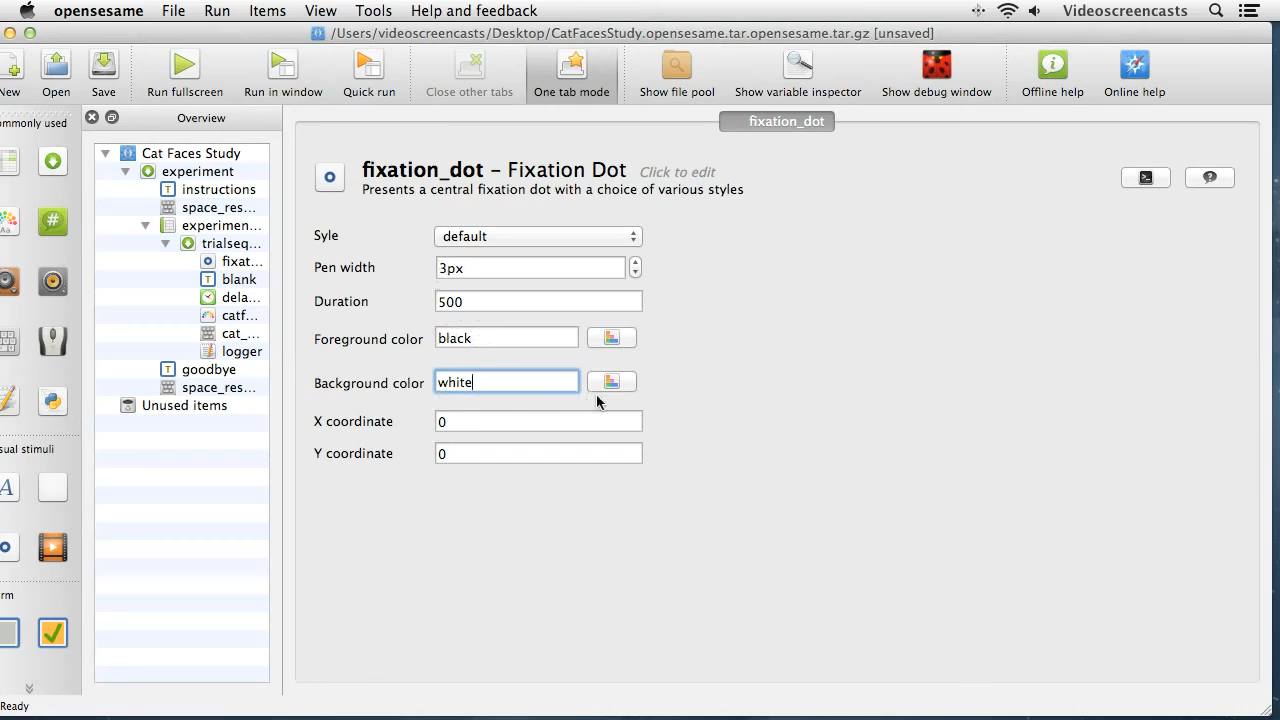 opensesame File Run Items View Tools Help and feedback Videoscreencasts
/Users/videoscreencasts/Desktop/CatFacesStudy.opensesame.tar.opensesame.tar.gz [unsaved]
New Open Save Run fullscreen Run in window Quick run Close other tabs One tab mode Show file pool Show variable inspector Show debug window Offline help Online help
ommonly used
Overview
fixation_dot
Cat Faces Study
experiment
instructions
space_res...
experimen...
trialseq...
fixat...
blank
dela...
catf...
cat_...
logger
goodbye
space_res...
Unused items
fixation_dot – Fixation Dot Click to edit
Presents a central fixation dot with a choice of various styles
Syle default
Pen width 3px
Duration 500
Foreground color black
Background color white
X coordinate 0
Y coordinate 0
Aa
#
sual stimuli
A
rm
Ready